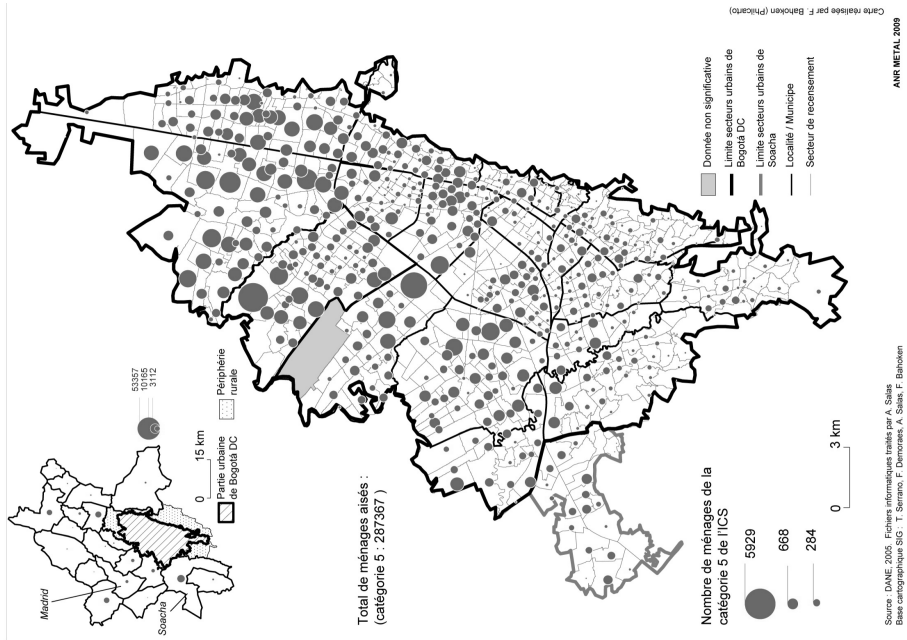 Madrid
Soacha
53357
10165
3112
0 15 km
Partie urbaine
de Bogotá DC
Périphérie
rurale
Total de ménages aisés :
(catégorie 5 : 287367 )
Nombre de ménages de la
catégorie 5 de l'ICS
5929
668
284
0 3 km
Donnée non significative
Limite secteurs urbains de
Bogotá DC
Limite secteurs urbains de
Soacha
Localité / Municipe
Secteur de recensement
Source : DANE, 2005. Fichiers informatiques traités par A. Salas
Base cartographique SIG : T. Serrano, F. Demoraes, A. Salas, F. Bahoken
ANR METAL 2009
Carte réalisée par F. Bahoken (Philcarto)